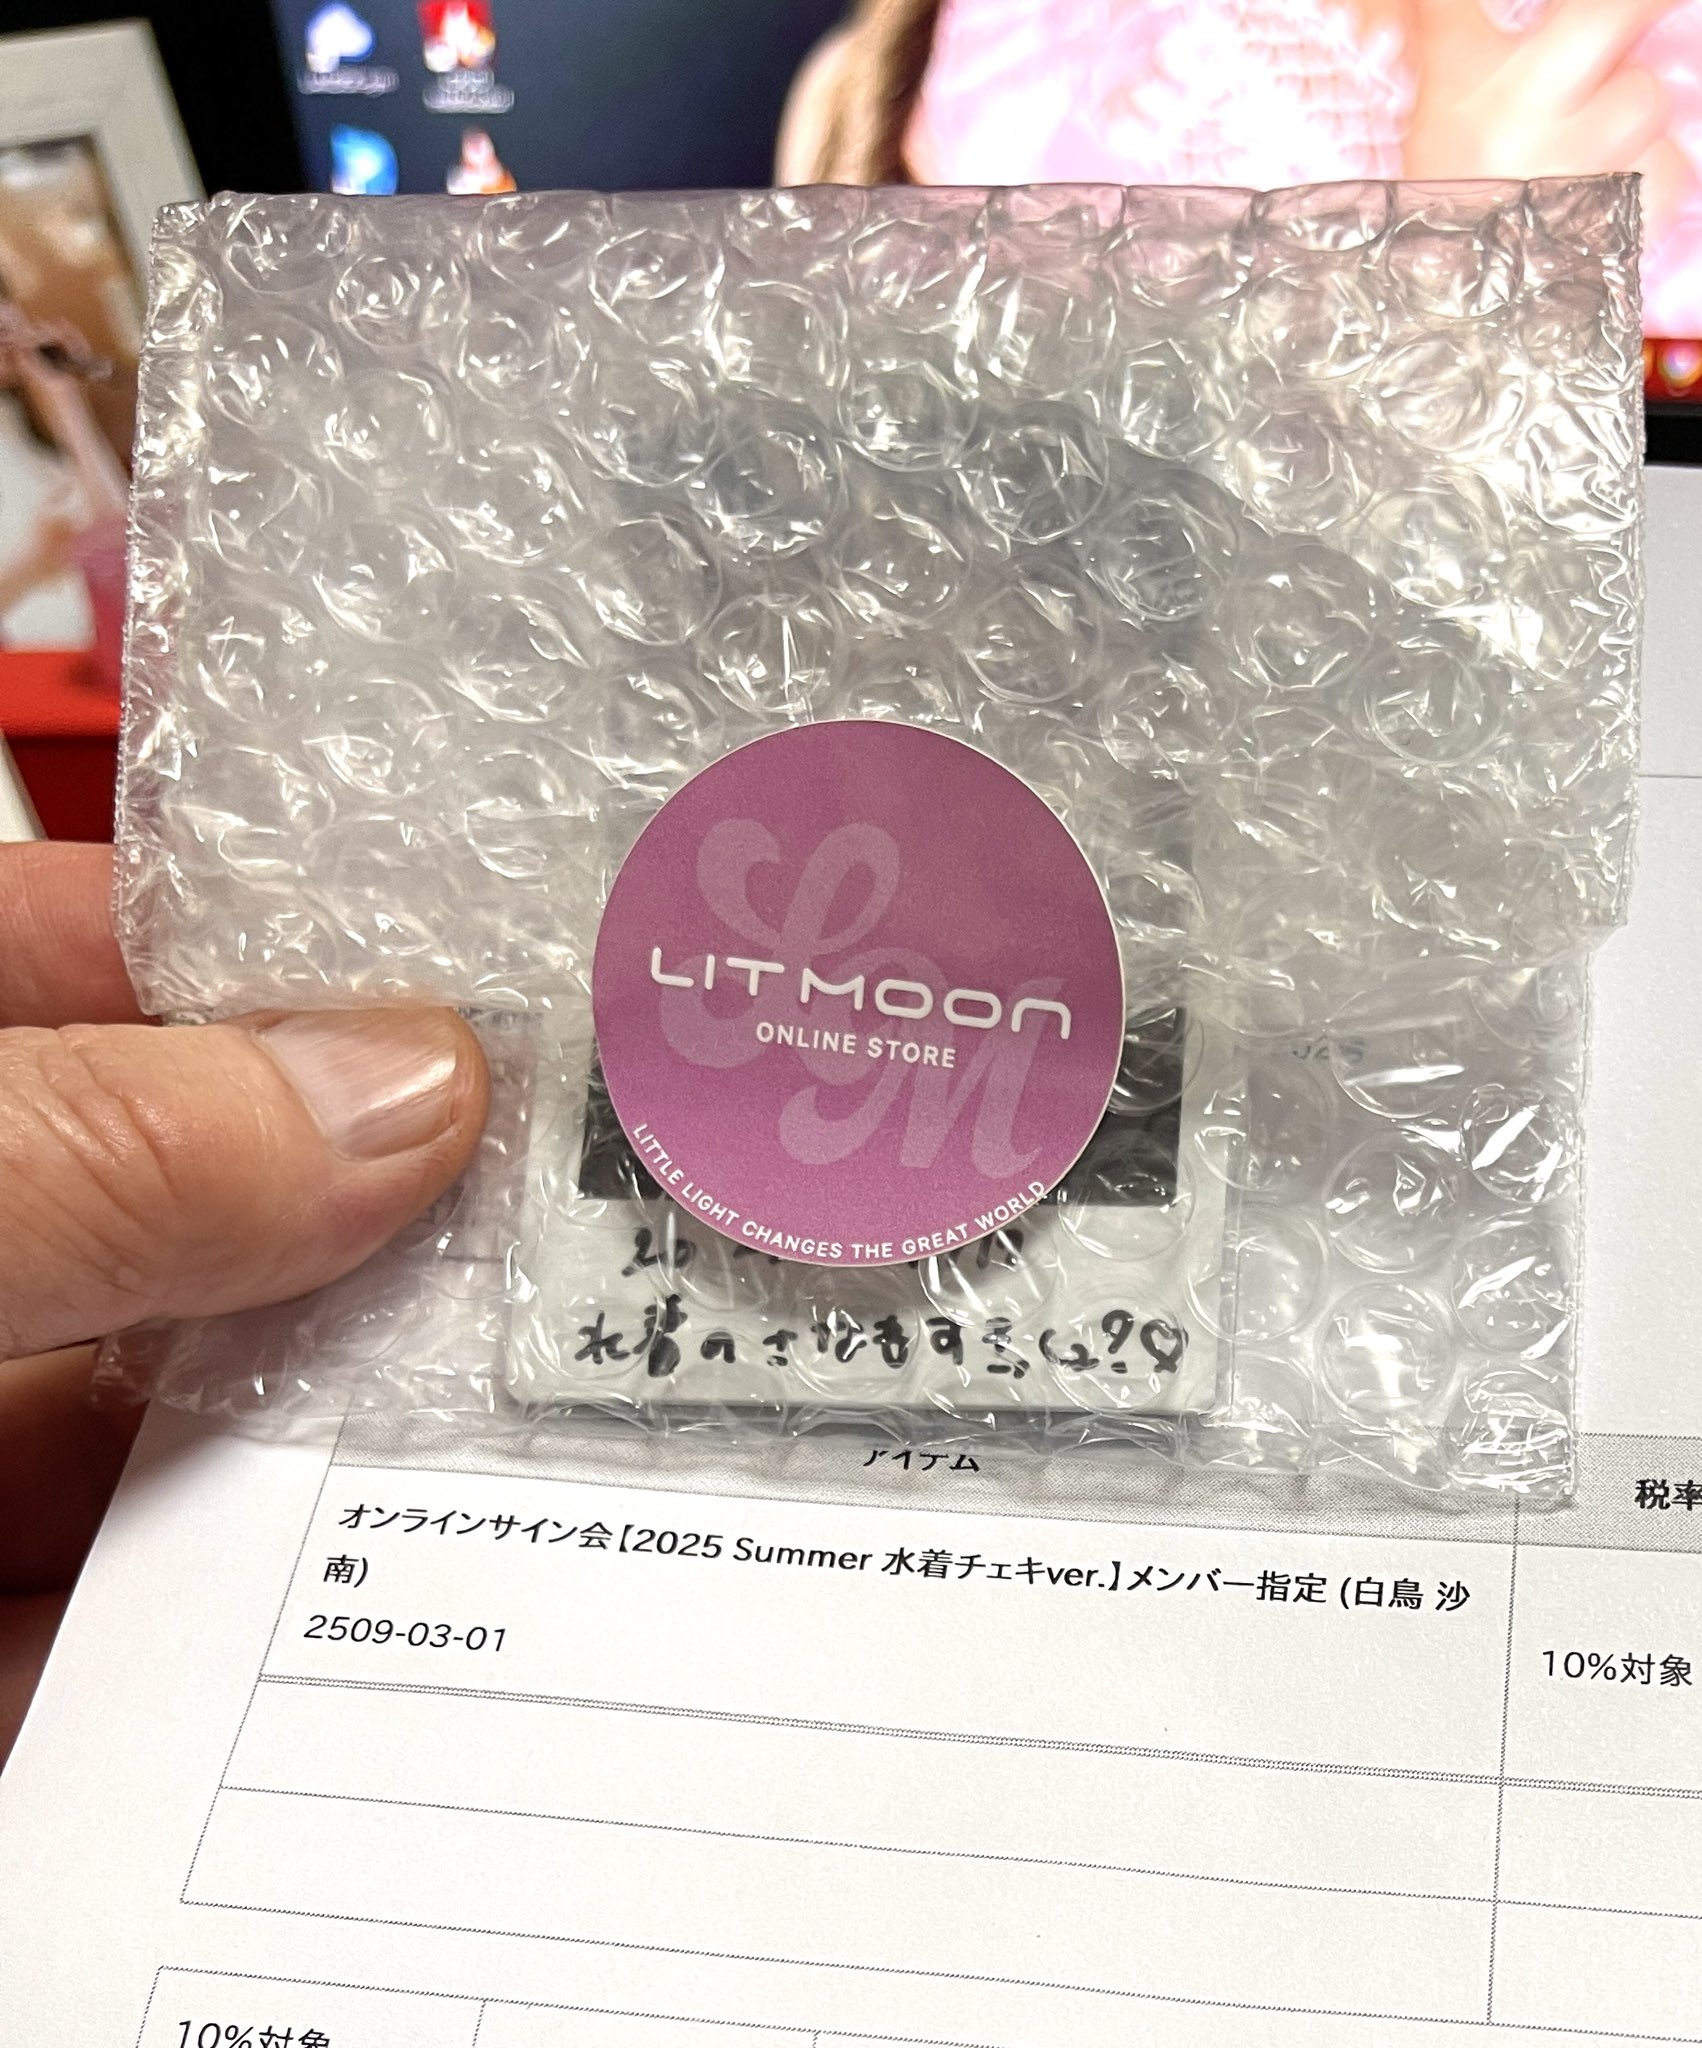 LIT MOON
ONLINE STORE
LITTLE LIGHT CHANGES THE GREAT WORLD
水着のさなもすきじゃ?♡
アイテム
税率
オンラインサイン会【2025 Summer 水着チェキver.】メンバー指定 (白鳥 沙
南)
2509-03-01
10%対象
10%対象